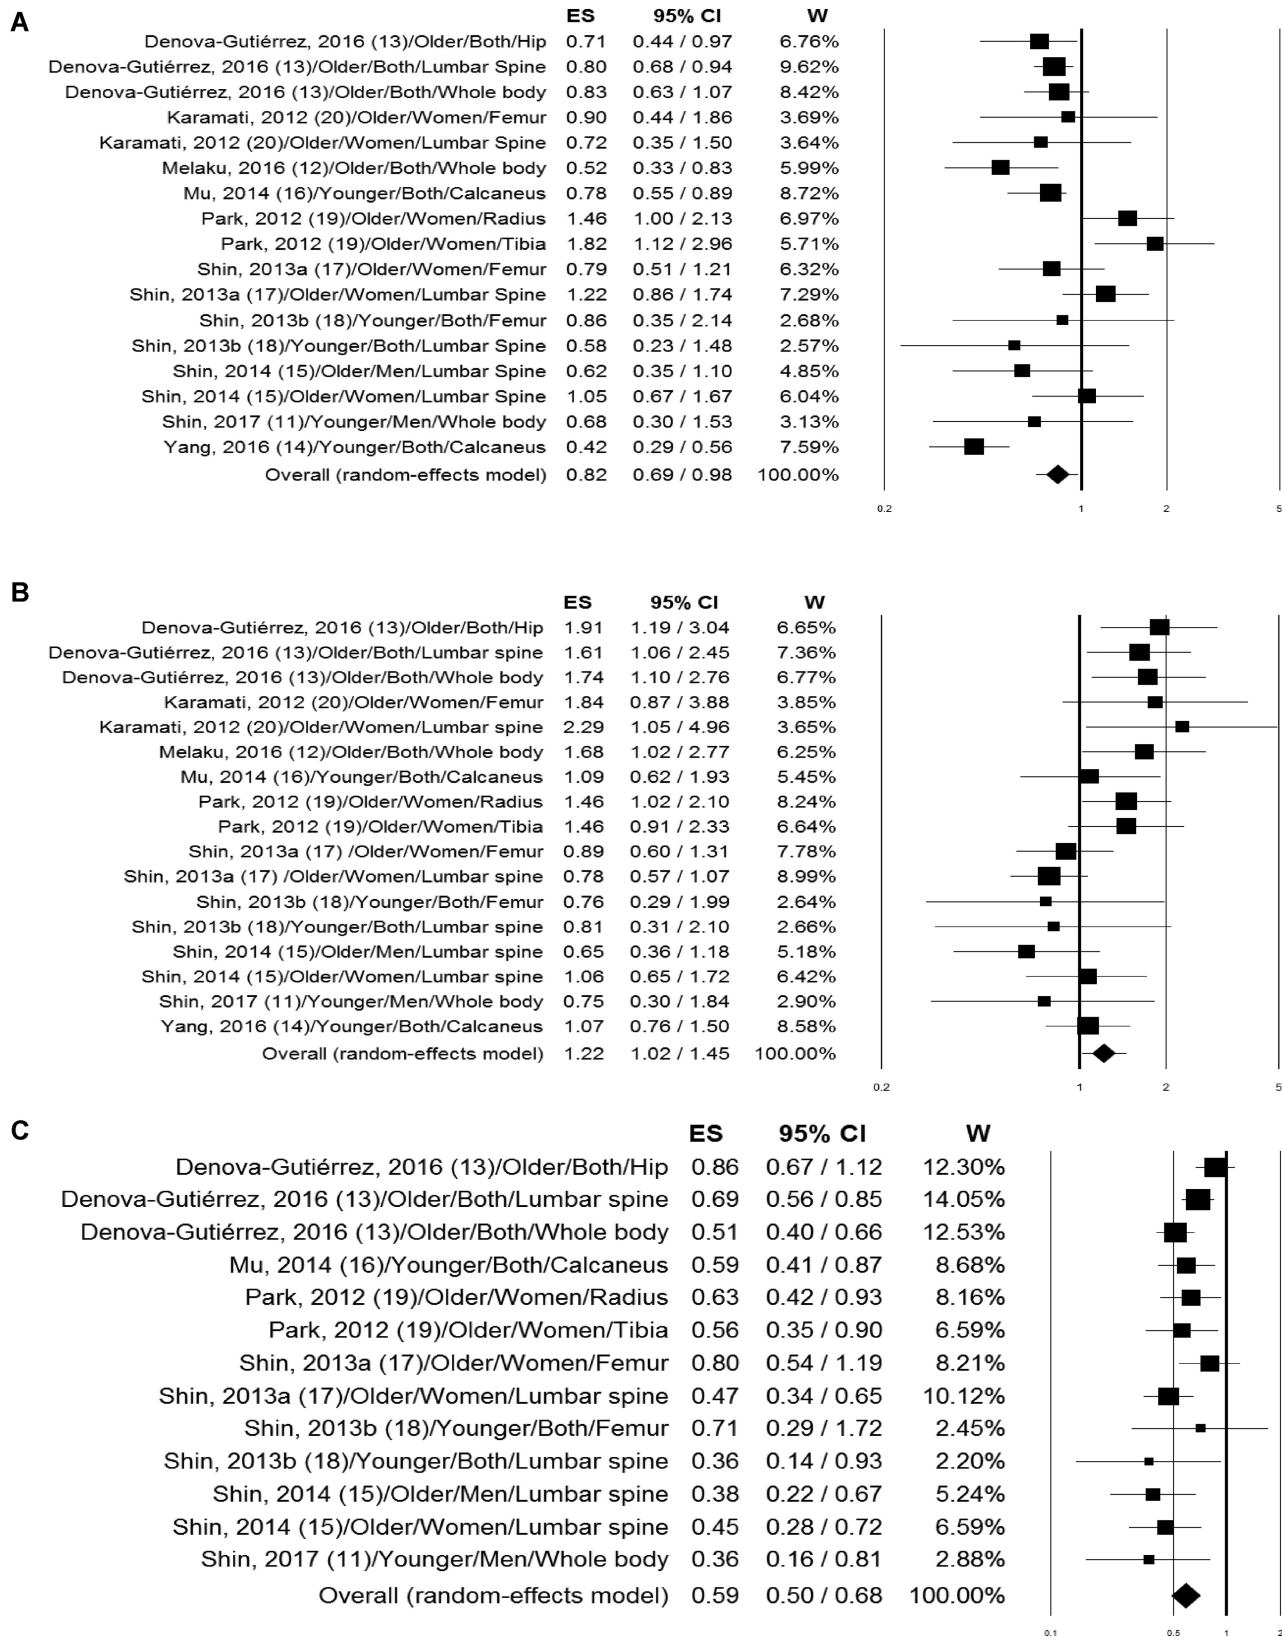 A
ES 95% CI W
Denova-Gutiérrez, 2016 (13)/Older/Both/Hip 0.71 0.44 / 0.97 6.76%
Denova-Gutiérrez, 2016 (13)/Older/Both/Lumbar Spine 0.80 0.68 / 0.94 9.62%
Denova-Gutiérrez, 2016 (13)/Older/Both/Whole body 0.83 0.63 / 1.07 8.42%
Karamati, 2012 (20)/Older/Women/Femur 0.90 0.44 / 1.86 3.69%
Karamati, 2012 (20)/Older/Women/Lumbar Spine 0.72 0.35 / 1.50 3.64%
Melaku, 2016 (12)/Older/Both/Whole body 0.52 0.33 / 0.83 5.99%
Mu, 2014 (16)/Younger/Both/Calcaneus 0.78 0.55 / 0.89 8.72%
Park, 2012 (19)/Older/Women/Radius 1.46 1.00 / 2.13 6.97%
Park, 2012 (19)/Older/Women/Tibia 1.82 1.12 / 2.96 5.71%
Shin, 2013a (17)/Older/Women/Femur 0.79 0.51 / 1.21 6.32%
Shin, 2013a (17)/Older/Women/Lumbar Spine 1.22 0.86 / 1.74 7.29%
Shin, 2013b (18)/Younger/Both/Femur 0.86 0.35 / 2.14 2.68%
Shin, 2013b (18)/Younger/Both/Lumbar Spine 0.58 0.23 / 1.48 2.57%
Shin, 2014 (15)/Older/Men/Lumbar Spine 0.62 0.35 / 1.10 4.85%
Shin, 2014 (15)/Older/Women/Lumbar Spine 1.05 0.67 / 1.67 6.04%
Shin, 2017 (11)/Younger/Men/Whole body 0.68 0.30 / 1.53 3.13%
Yang, 2016 (14)/Younger/Both/Calcaneus 0.42 0.29 / 0.56 7.59%
Overall (random-effects model) 0.82 0.69 / 0.98 100.00%
0.2 1 2 5
B
ES 95% CI W
Denova-Gutiérrez, 2016 (13)/Older/Both/Hip 1.91 1.19 / 3.04 6.65%
Denova-Gutiérrez, 2016 (13)/Older/Both/Lumbar spine 1.61 1.06 / 2.45 7.36%
Denova-Gutiérrez, 2016 (13)/Older/Both/Whole body 1.74 1.10 / 2.76 6.77%
Karamati, 2012 (20)/Older/Women/Femur 1.84 0.87 / 3.88 3.85%
Karamati, 2012 (20)/Older/Women/Lumbar spine 2.29 1.05 / 4.96 3.65%
Melaku, 2016 (12)/Older/Both/Whole body 1.68 1.02 / 2.77 6.25%
Mu, 2014 (16)/Younger/Both/Calcaneus 1.09 0.62 / 1.93 5.45%
Park, 2012 (19)/Older/Women/Radius 1.46 1.02 / 2.10 8.24%
Park, 2012 (19)/Older/Women/Tibia 1.46 0.91 / 2.33 6.64%
Shin, 2013a (17) /Older/Women/Femur 0.89 0.60 / 1.31 7.78%
Shin, 2013a (17) /Older/Women/Lumbar spine 0.78 0.57 / 1.07 8.99%
Shin, 2013b (18)/Younger/Both/Femur 0.76 0.29 / 1.99 2.64%
Shin, 2013b (18)/Younger/Both/Lumbar spine 0.81 0.31 / 2.10 2.66%
Shin, 2014 (15)/Older/Men/Lumbar spine 0.65 0.36 / 1.18 5.18%
Shin, 2014 (15)/Older/Women/Lumbar spine 1.06 0.65 / 1.72 6.42%
Shin, 2017 (11)/Younger/Men/Whole body 0.75 0.30 / 1.84 2.90%
Yang, 2016 (14)/Younger/Both/Calcaneus 1.07 0.76 / 1.50 8.58%
Overall (random-effects model) 1.22 1.02 / 1.45 100.00%
0.2 1 2 5
C
ES 95% CI W
Denova-Gutiérrez, 2016 (13)/Older/Both/Hip 0.86 0.67 / 1.12 12.30%
Denova-Gutiérrez, 2016 (13)/Older/Both/Lumbar spine 0.69 0.56 / 0.85 14.05%
Denova-Gutiérrez, 2016 (13)/Older/Both/Whole body 0.51 0.40 / 0.66 12.53%
Mu, 2014 (16)/Younger/Both/Calcaneus 0.59 0.41 / 0.87 8.68%
Park, 2012 (19)/Older/Women/Radius 0.63 0.42 / 0.93 8.16%
Park, 2012 (19)/Older/Women/Tibia 0.56 0.35 / 0.90 6.59%
Shin, 2013a (17)/Older/Women/Femur 0.80 0.54 / 1.19 8.21%
Shin, 2013a (17)/Older/Women/Lumbar spine 0.47 0.34 / 0.65 10.12%
Shin, 2013b (18)/Younger/Both/Femur 0.71 0.29 / 1.72 2.45%
Shin, 2013b (18)/Younger/Both/Lumbar spine 0.36 0.14 / 0.93 2.20%
Shin, 2014 (15)/Older/Men/Lumbar spine 0.38 0.22 / 0.67 5.24%
Shin, 2014 (15)/Older/Women/Lumbar spine 0.45 0.28 / 0.72 6.59%
Shin, 2017 (11)/Younger/Men/Whole body 0.36 0.16 / 0.81 2.88%
Overall (random-effects model) 0.59 0.50 / 0.68 100.00%
0.1 0.5 1 2